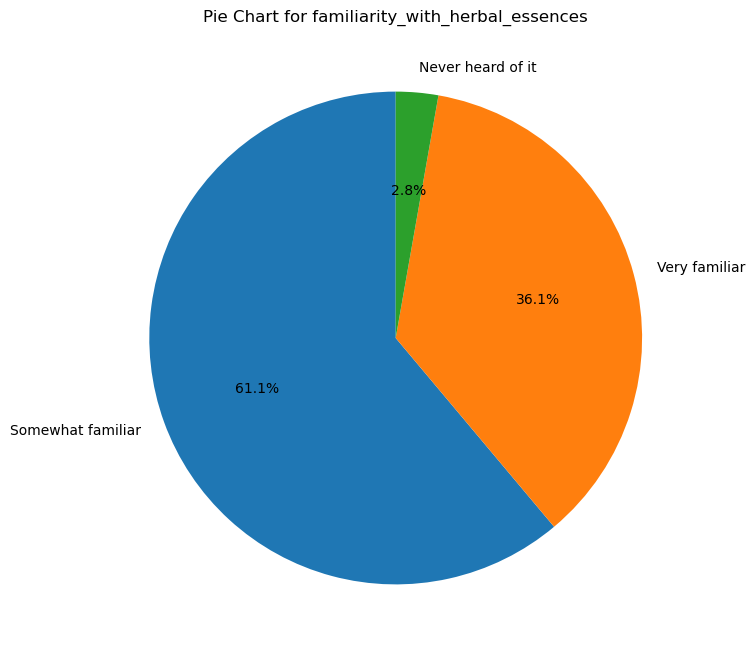 Pie Chart for familiarity_with_herbal_essences
Never heard of it
2.8%
Very familiar
36.1%
61.1%
Somewhat familiar